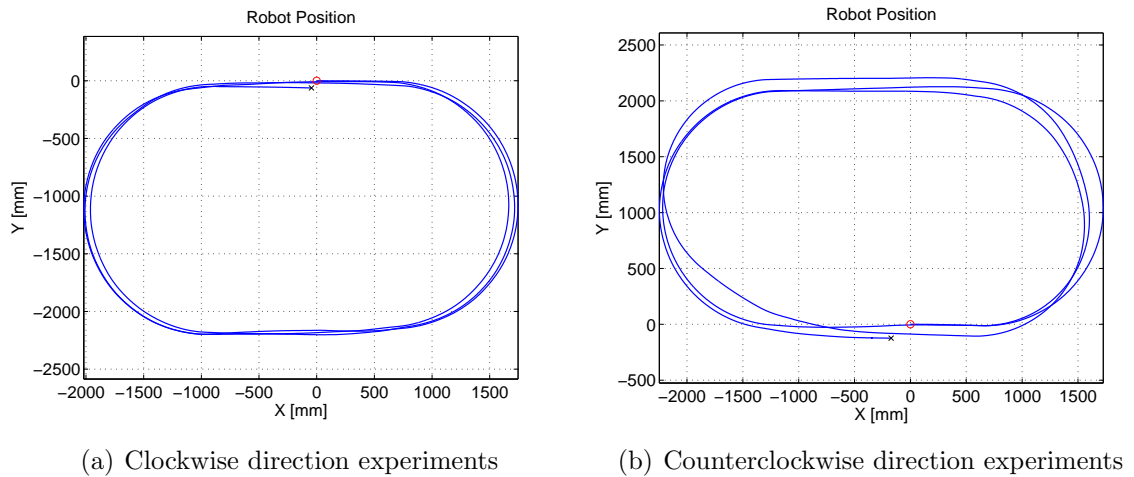 Robot Position
0
−500
−1000
−1500
−2000
−2500
Y [mm]
−2000 −1500 −1000 −500 0 500 1000 1500
X [mm]
(a) Clockwise direction experiments
Robot Position
2500
2000
1500
1000
500
0
−500
Y [mm]
−2000 −1500 −1000 −500 0 500 1000 1500
X [mm]
(b) Counterclockwise direction experiments